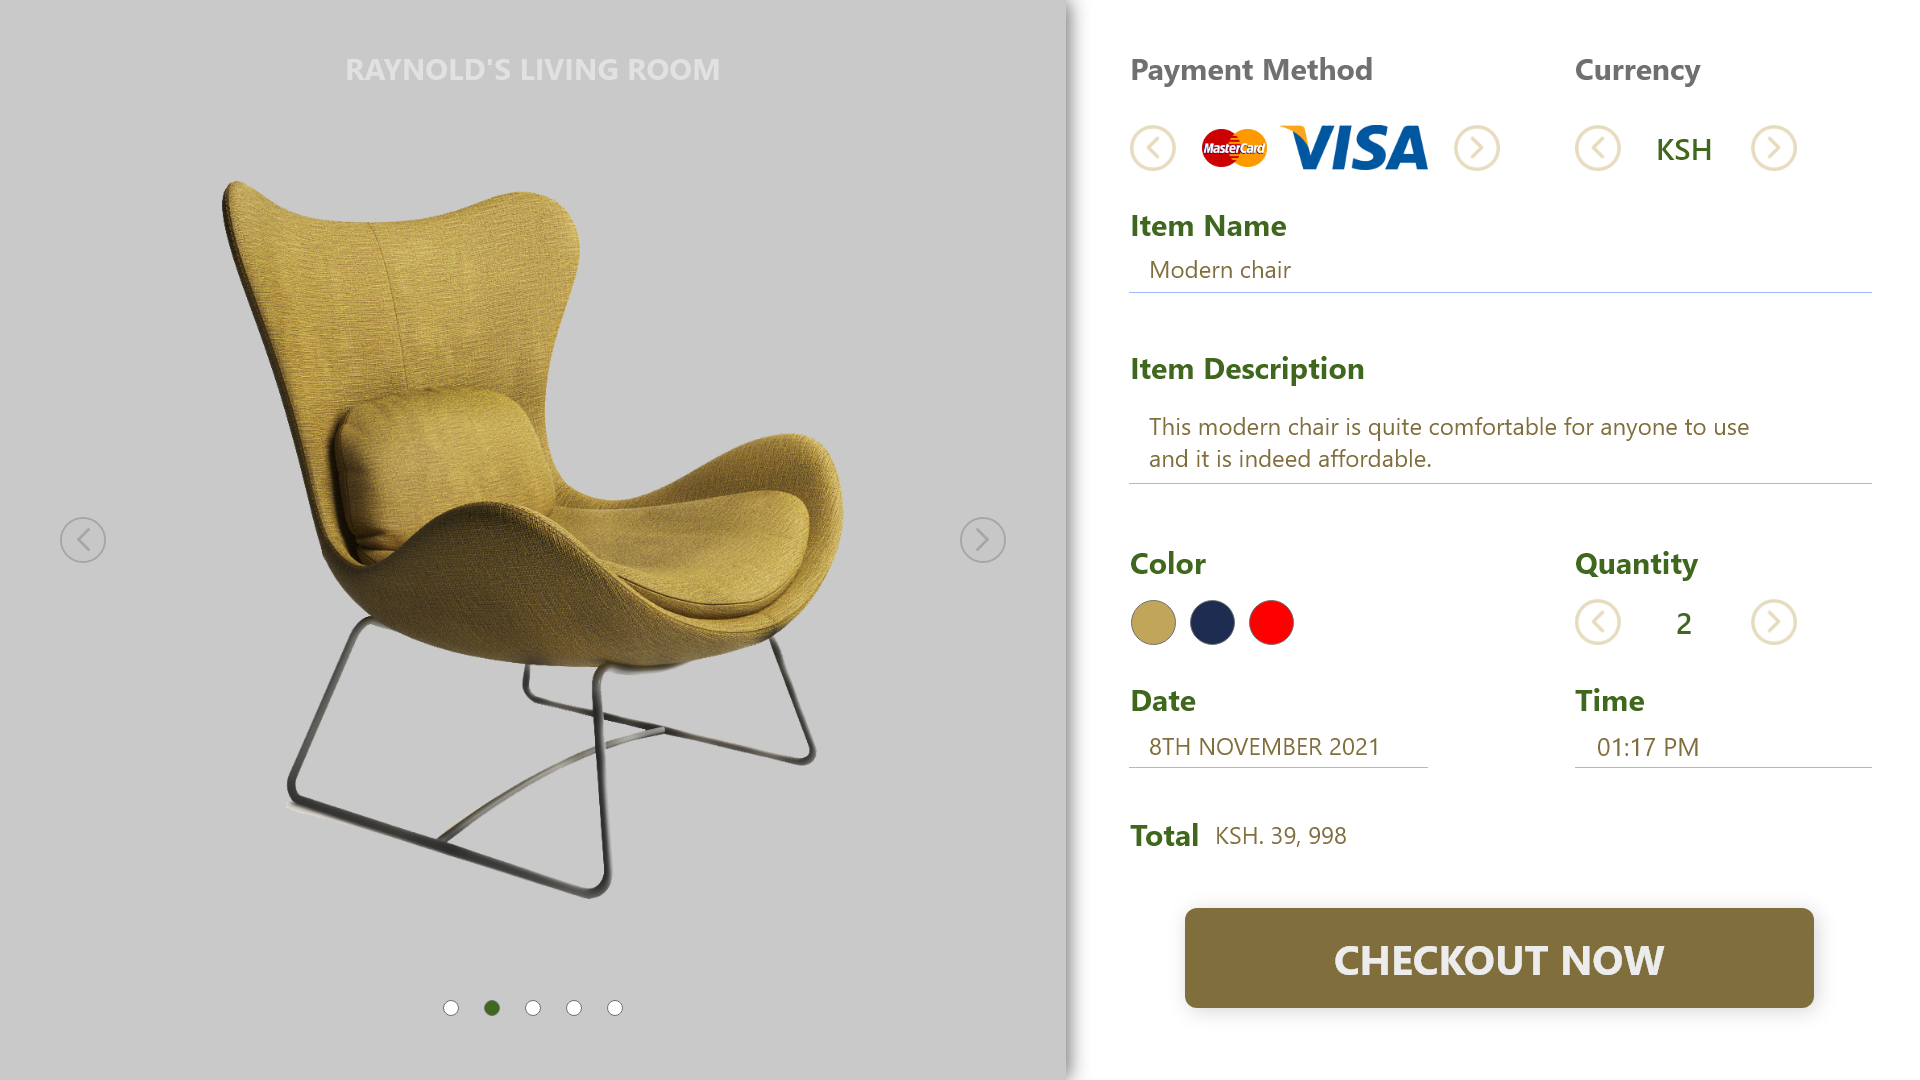 RAYNOLD'S LIVING ROOM
Payment Method
Currency
MasterCard VISA
KSH
Item Name
Modern chair
Item Description
This modern chair is quite comfortable for anyone to use
and it is indeed affordable.
Color
Quantity
2
Date
Time
8TH NOVEMBER 2021
01:17 PM
Total KSH. 39, 998
CHECKOUT NOW